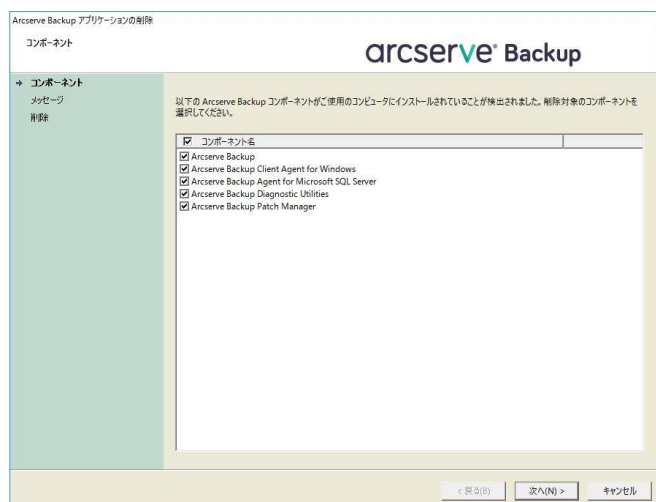 Arcserve Backup アプリケーションの削除
コンポーネント
arcserve® Backup
コンポーネント
メッセージ
削除
以下の Arcserve Backup コンポーネントがご使用のコンピュータにインストールされていることが検出されました。削除対象のコンポーネントを
選択してください。
コンポーネント名
Arcserve Backup
Arcserve Backup Client Agent for Windows
Arcserve Backup Agent for Microsoft SQL Server
Arcserve Backup Diagnostic Utilities
Arcserve Backup Patch Manager
< 戻る(B)
次へ(N) >
キャンセル